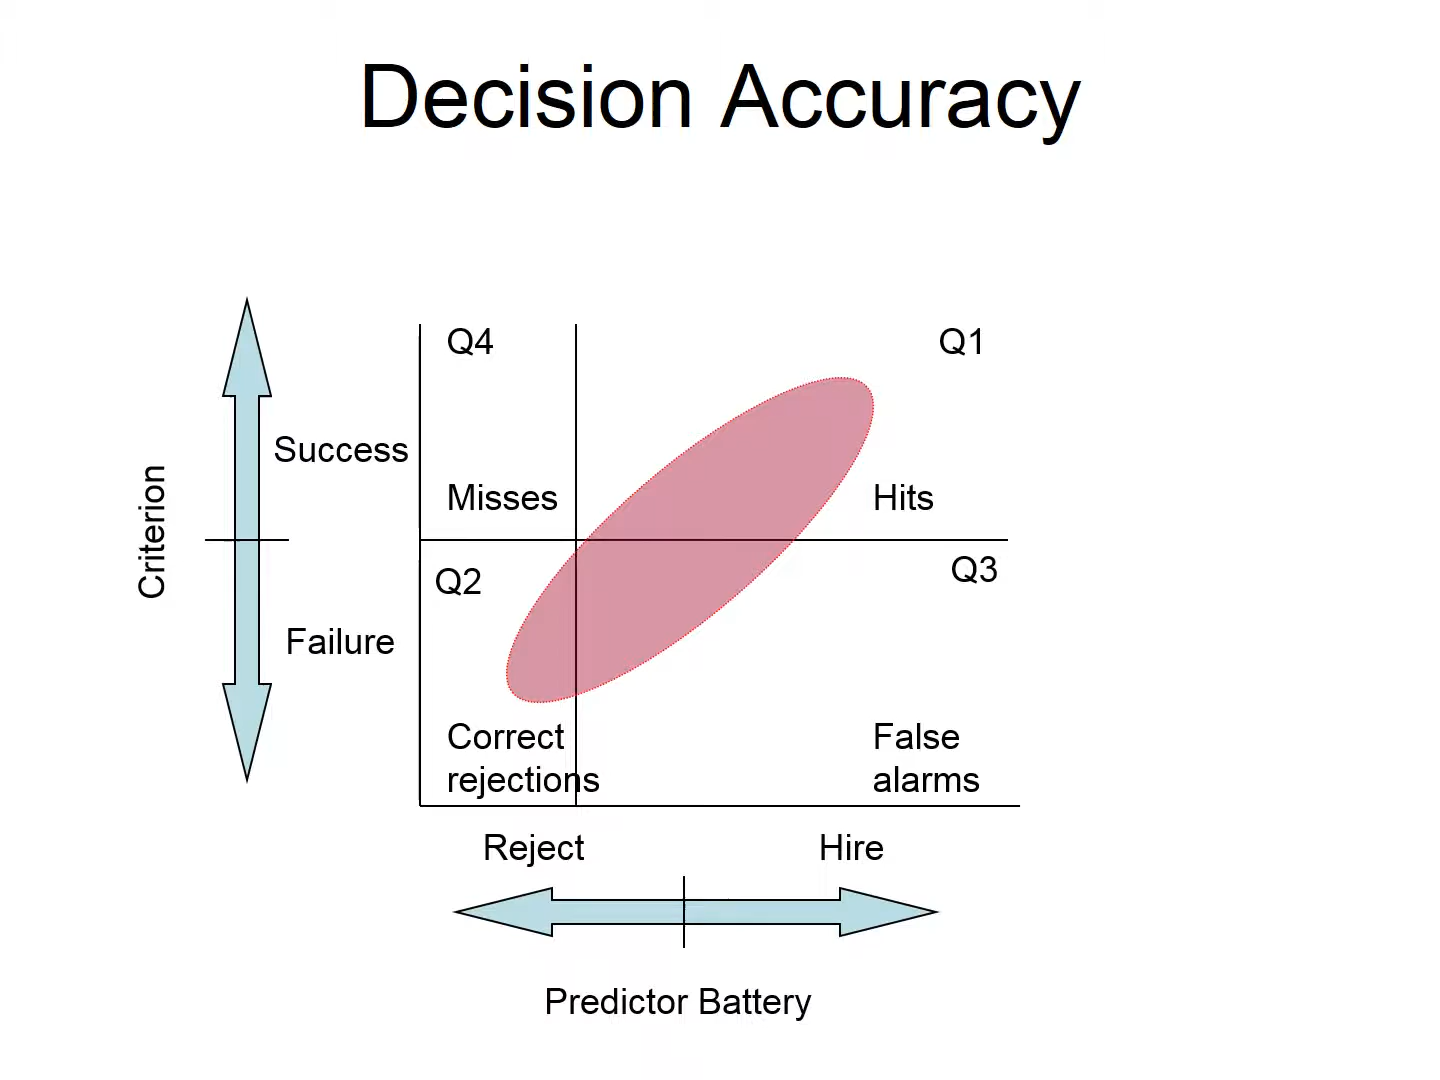 Decision Accuracy
Q4
Q1
Success
Misses
Hits
Criterion
Q2
Q3
Failure
Correct
rejections
False
alarms
Reject
Hire
Predictor Battery